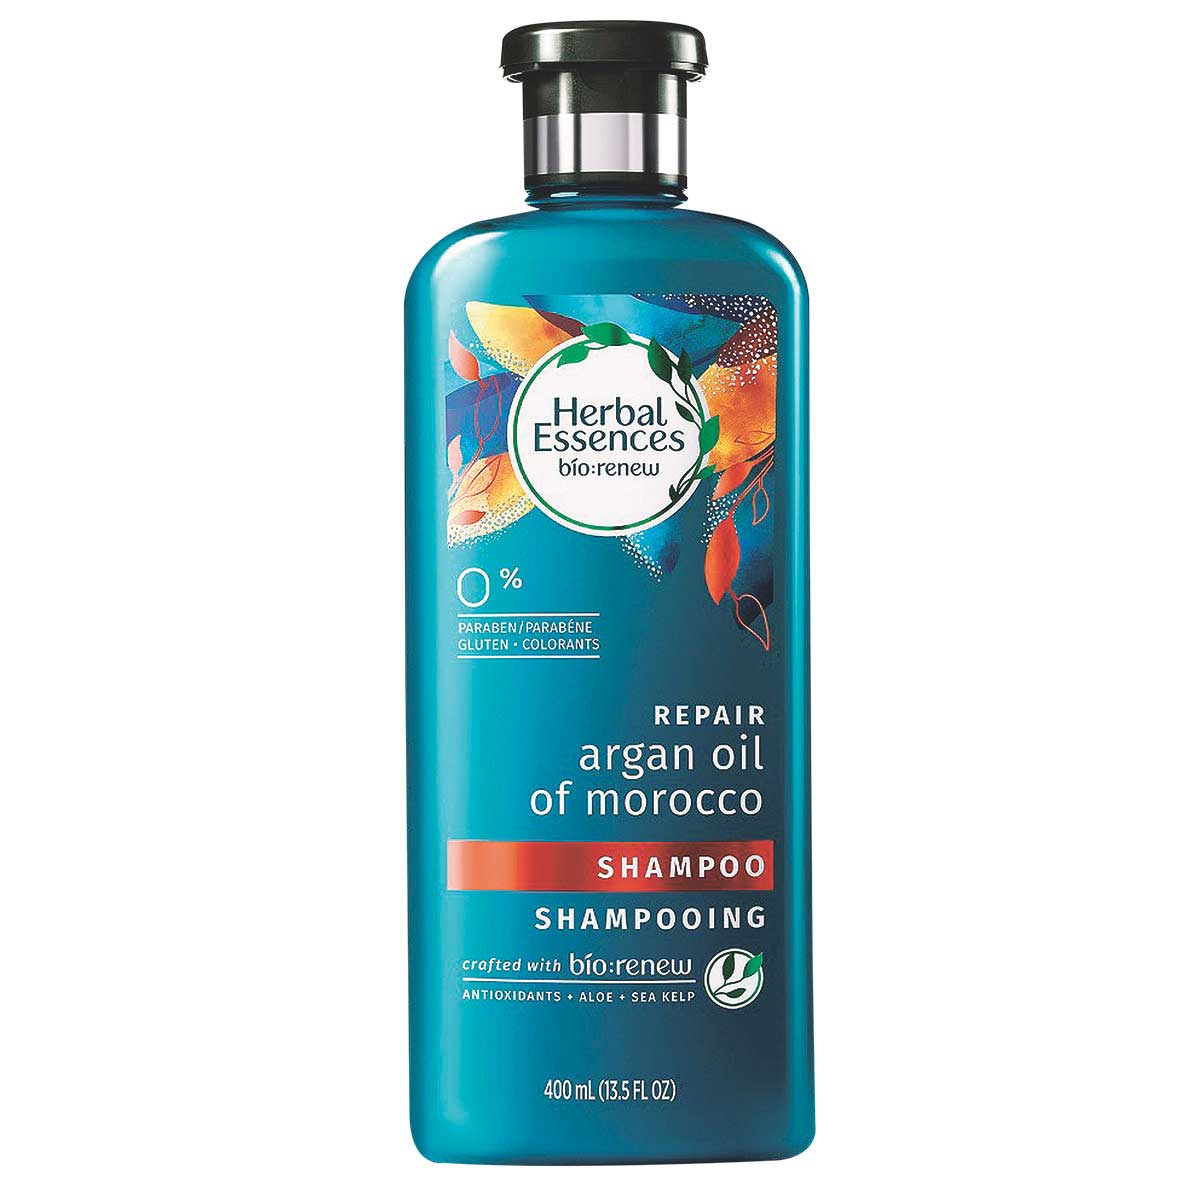 Herbal
Essences
bío:renew
0 %
PARABEN/PARABÉNE
GLUTEN • COLORANTS
REPAIR
argan oil
of morocco
SHAMPOO
SHAMPOOING
crafted with bío:renew
ANTIOXIDANTS + ALOE + SEA KELP
400 mL (13.5 FL OZ)